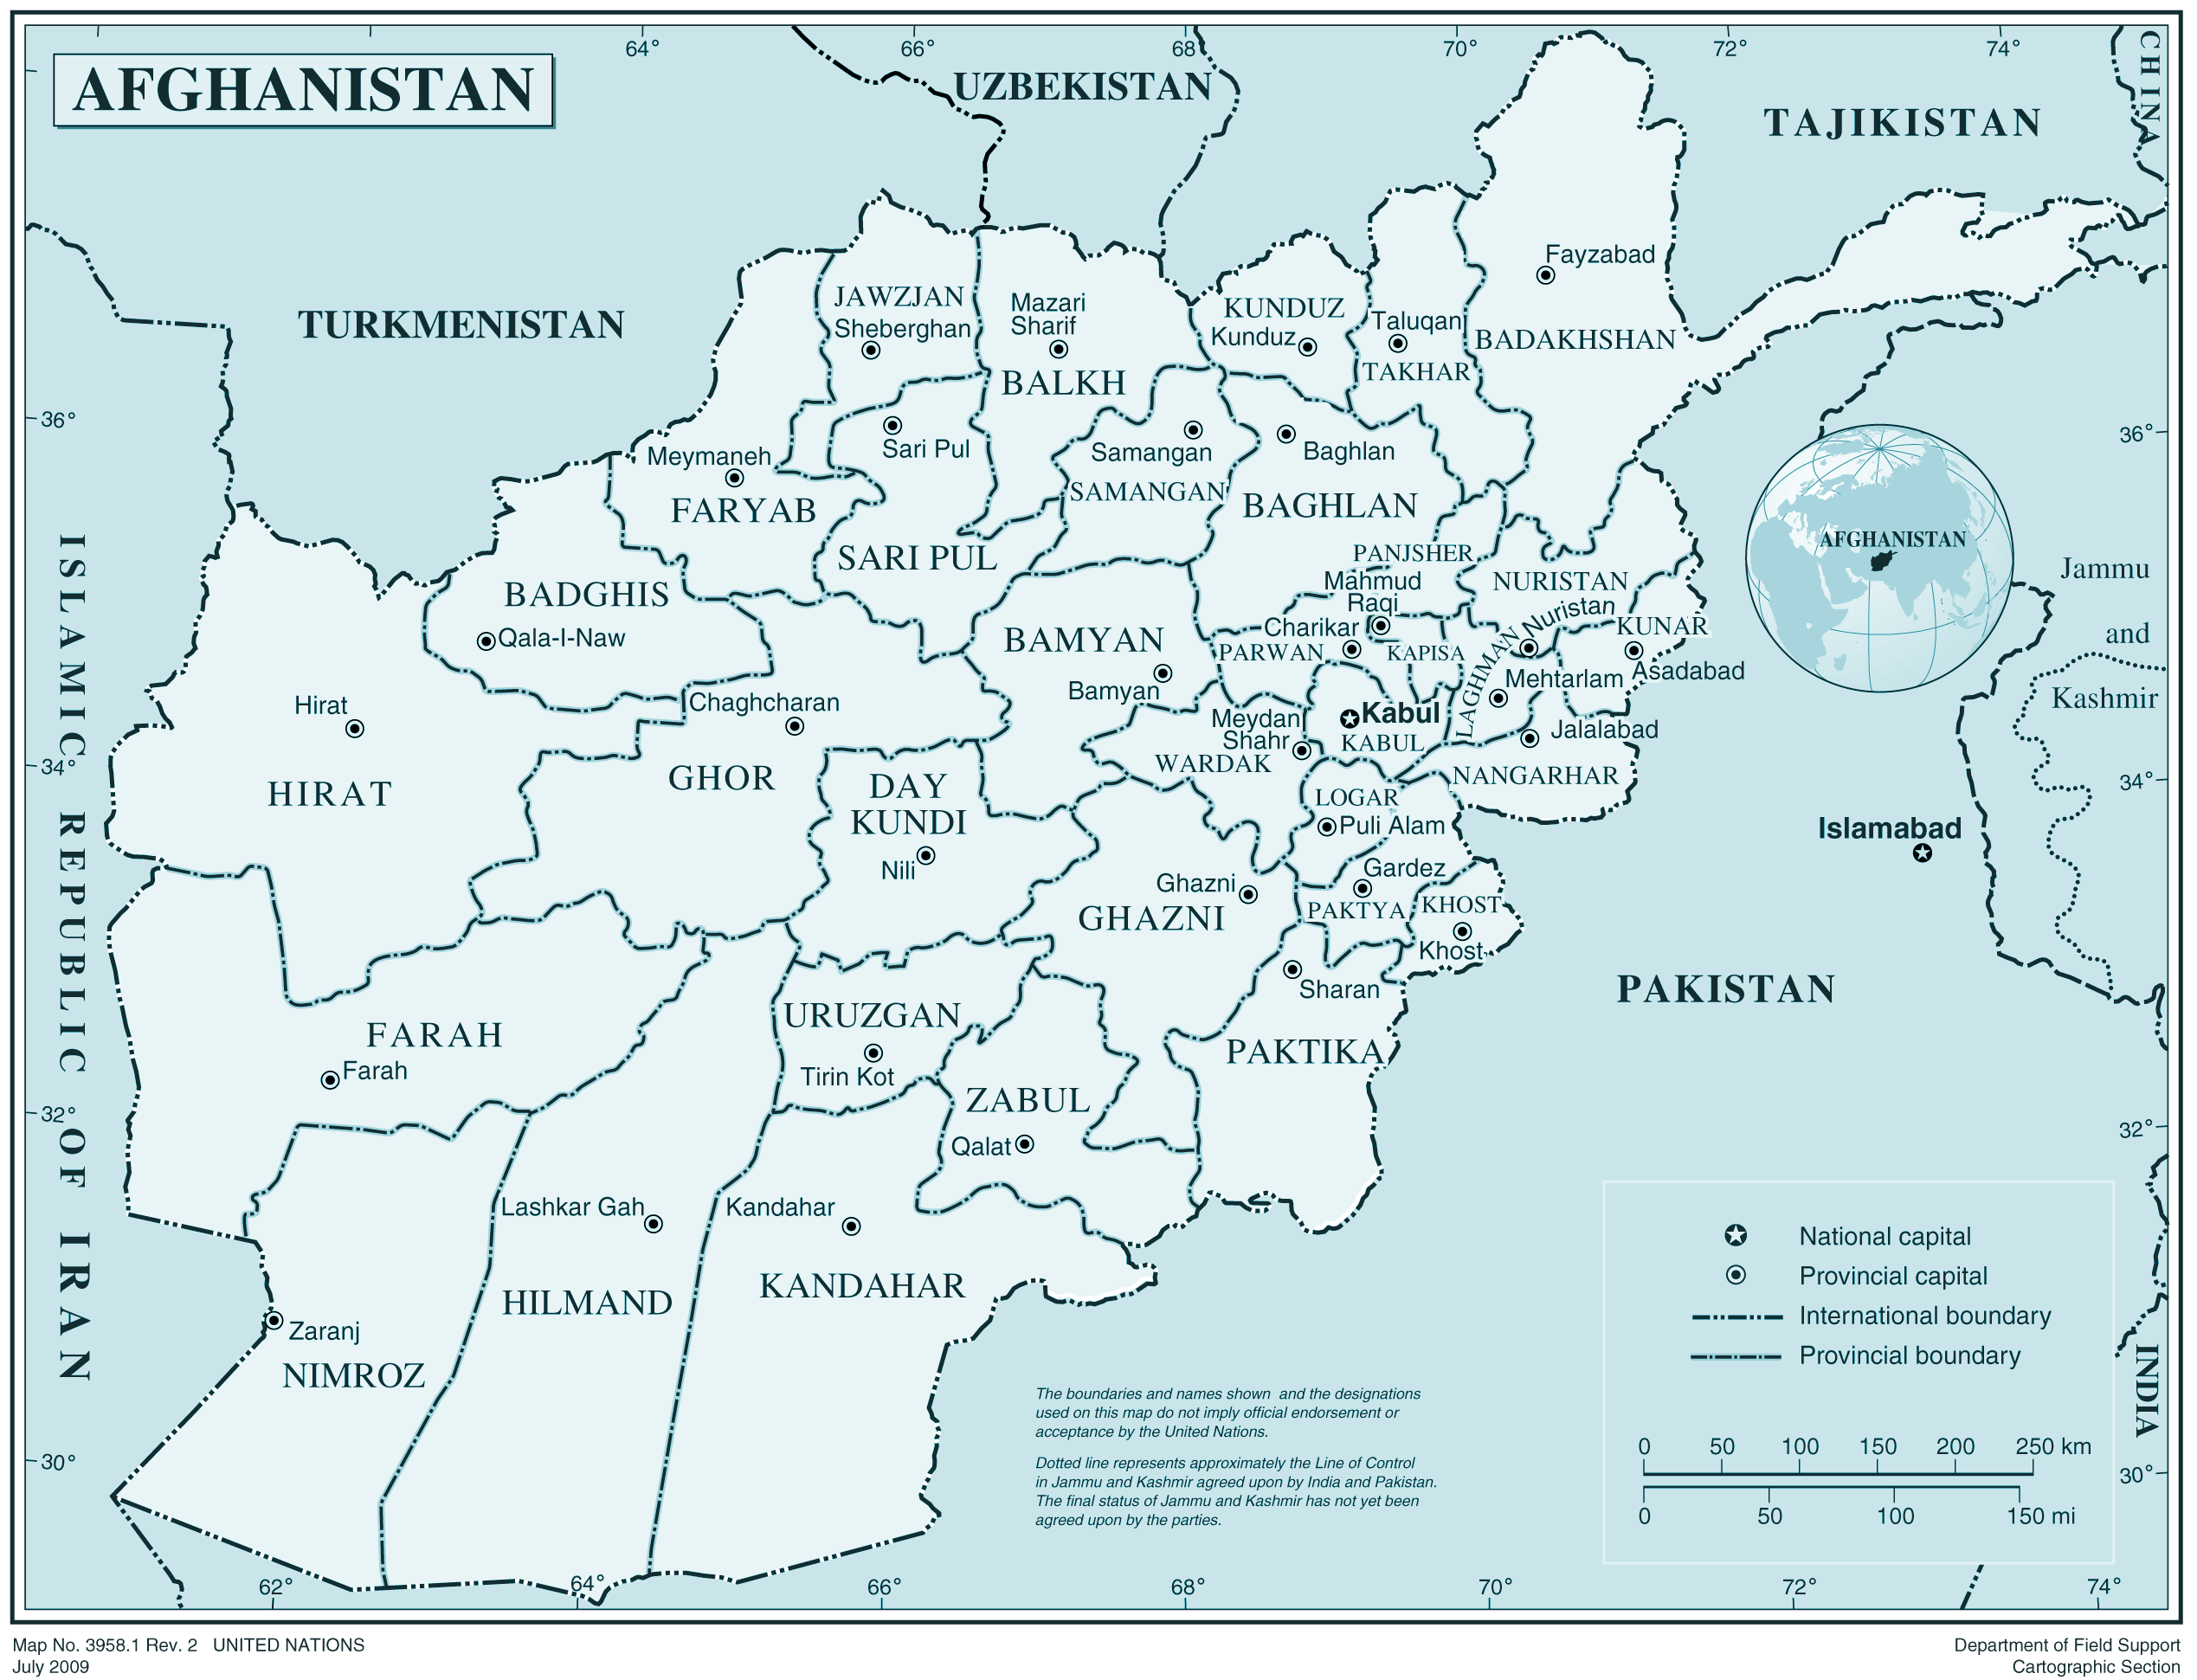 64°
66°
68°
70°
72°
74°
CHINA
AFGHANISTAN
UZBEKISTAN
TAJIKISTAN
TURKMENISTAN
Fayzabad
BADAKHSHAN
JAWZJAN
Sheberghan
Mazari
Sharif
BALKH
KUNDUZ
Kunduz
Taluqan
TAKHAR
36°
36°
Meymaneh
FARYAB
Sari Pul
SARI PUL
Samangan
SAMANGAN
Baghlan
BAGHLAN
AFGHANISTAN
ISLAMIC REPUBLIC OF IRAN
BADGHIS
Qala-I-Naw
PANJSHER
Mahmud
Raqi
NURISTAN
Nuristan
Jammu
and
Kashmir
BAMYAN
Bamyan
Charikar
PARWAN
KAPISA
LAGHMAN
KUNAR
Asadabad
Mehtarlam
Hirat
HIRAT
Chaghcharan
GHOR
Meydan
Shahr
WARDAK
Kabul
KABUL
Jalalabad
NANGARHAR
34°
34°
DAY
KUNDI
Nili
LOGAR
Puli Alam
Islamabad
Ghazni
GHAZNI
Gardez
PAKTYA
KHOST
Khost
Sharan
PAKTIKA
PAKISTAN
FARAH
Farah
URUZGAN
Tirin Kot
ZABUL
Qalat
32°
32°
Lashkar Gah
HILMAND
Kandahar
KANDAHAR
Zaranj
NIMROZ
National capital
Provincial capital
International boundary
Provincial boundary
INDIA
0 50 100 150 200 250 km
0 50 100 150 mi
The boundaries and names shown and the designations
used on this map do not imply official endorsement or
acceptance by the United Nations.
Dotted line represents approximately the Line of Control
in Jammu and Kashmir agreed upon by India and Pakistan.
The final status of Jammu and Kashmir has not yet been
agreed upon by the parties.
30°
30°
62°
64°
66°
68°
70°
72°
74°
Map No. 3958.1 Rev. 2 UNITED NATIONS
July 2009
Department of Field Support
Cartographic Section